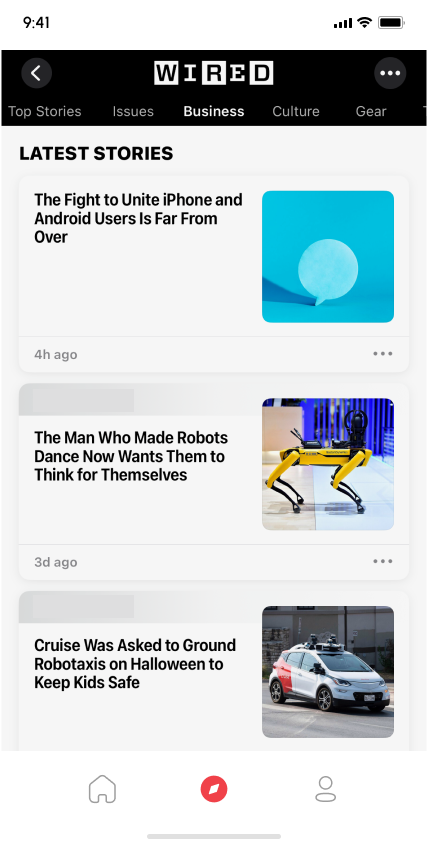 9:41
WIRED
Top Stories Issues Business Culture Gear
LATEST STORIES
The Fight to Unite iPhone and
Android Users Is Far From
Over
4h ago
The Man Who Made Robots
Dance Now Wants Them to
Think for Themselves
3d ago
Cruise Was Asked to Ground
Robotaxis on Halloween to
Keep Kids Safe